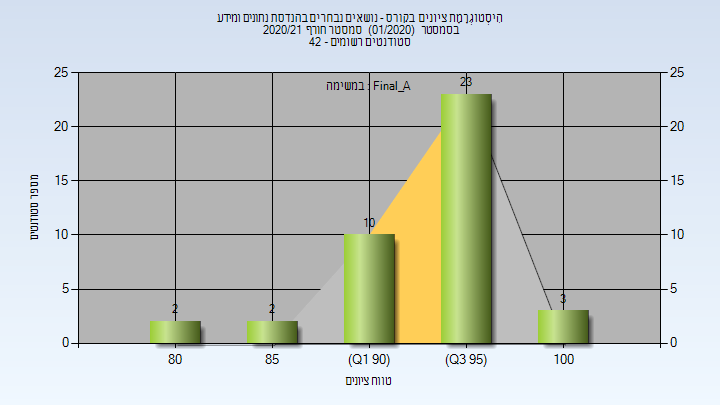 היסטוגרמת ציונים בקורס - נושאים נבחרים בהנדסת נתונים ומידע
בסמסטר (01/2020) סמסטר חורף 2020/21
סטודנטים רשומים - 42
במשימה : Final_A
25 25
20 20
15 15
10 10
5 5
0 0
2 2 10 23 3
80 85 (Q1 90) (Q3 95) 100
מספר סטודנטים
טווח ציונים